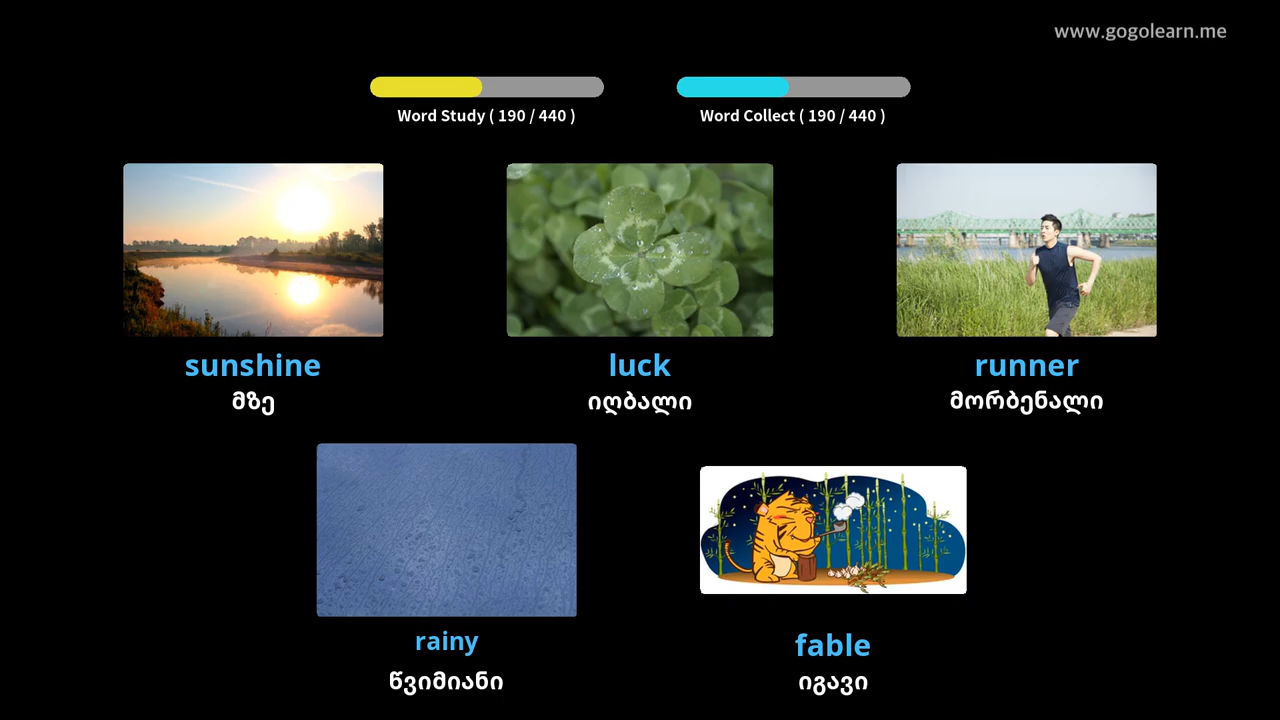 www.gogolearn.me
Word Study ( 190 / 440 )
Word Collect ( 190 / 440 )
sunshine
მზე
luck
იღბალი
runner
მორბენალი
rainy
წვიმიანი
fable
იგავი